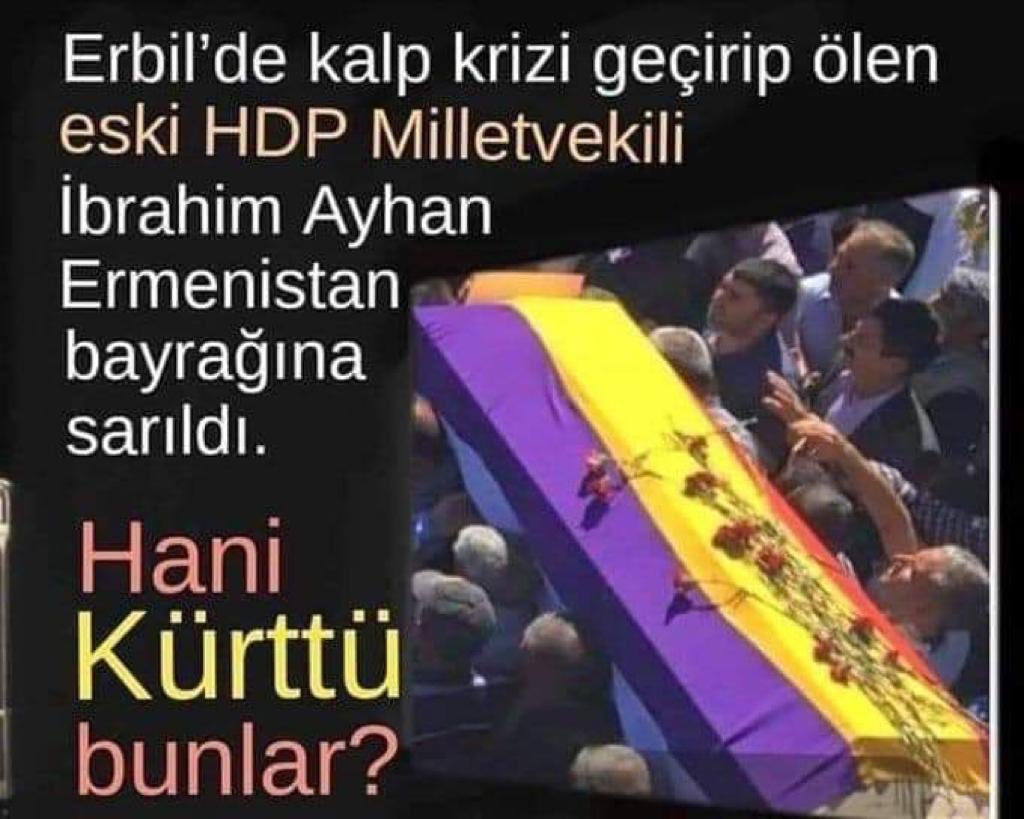 Erbil’de kalp krizi geçirip ölen
eski HDP Milletvekili
İbrahim Ayhan
Ermenistan
bayrağına
sarıldı.
Hani
Kürttü
bunlar?